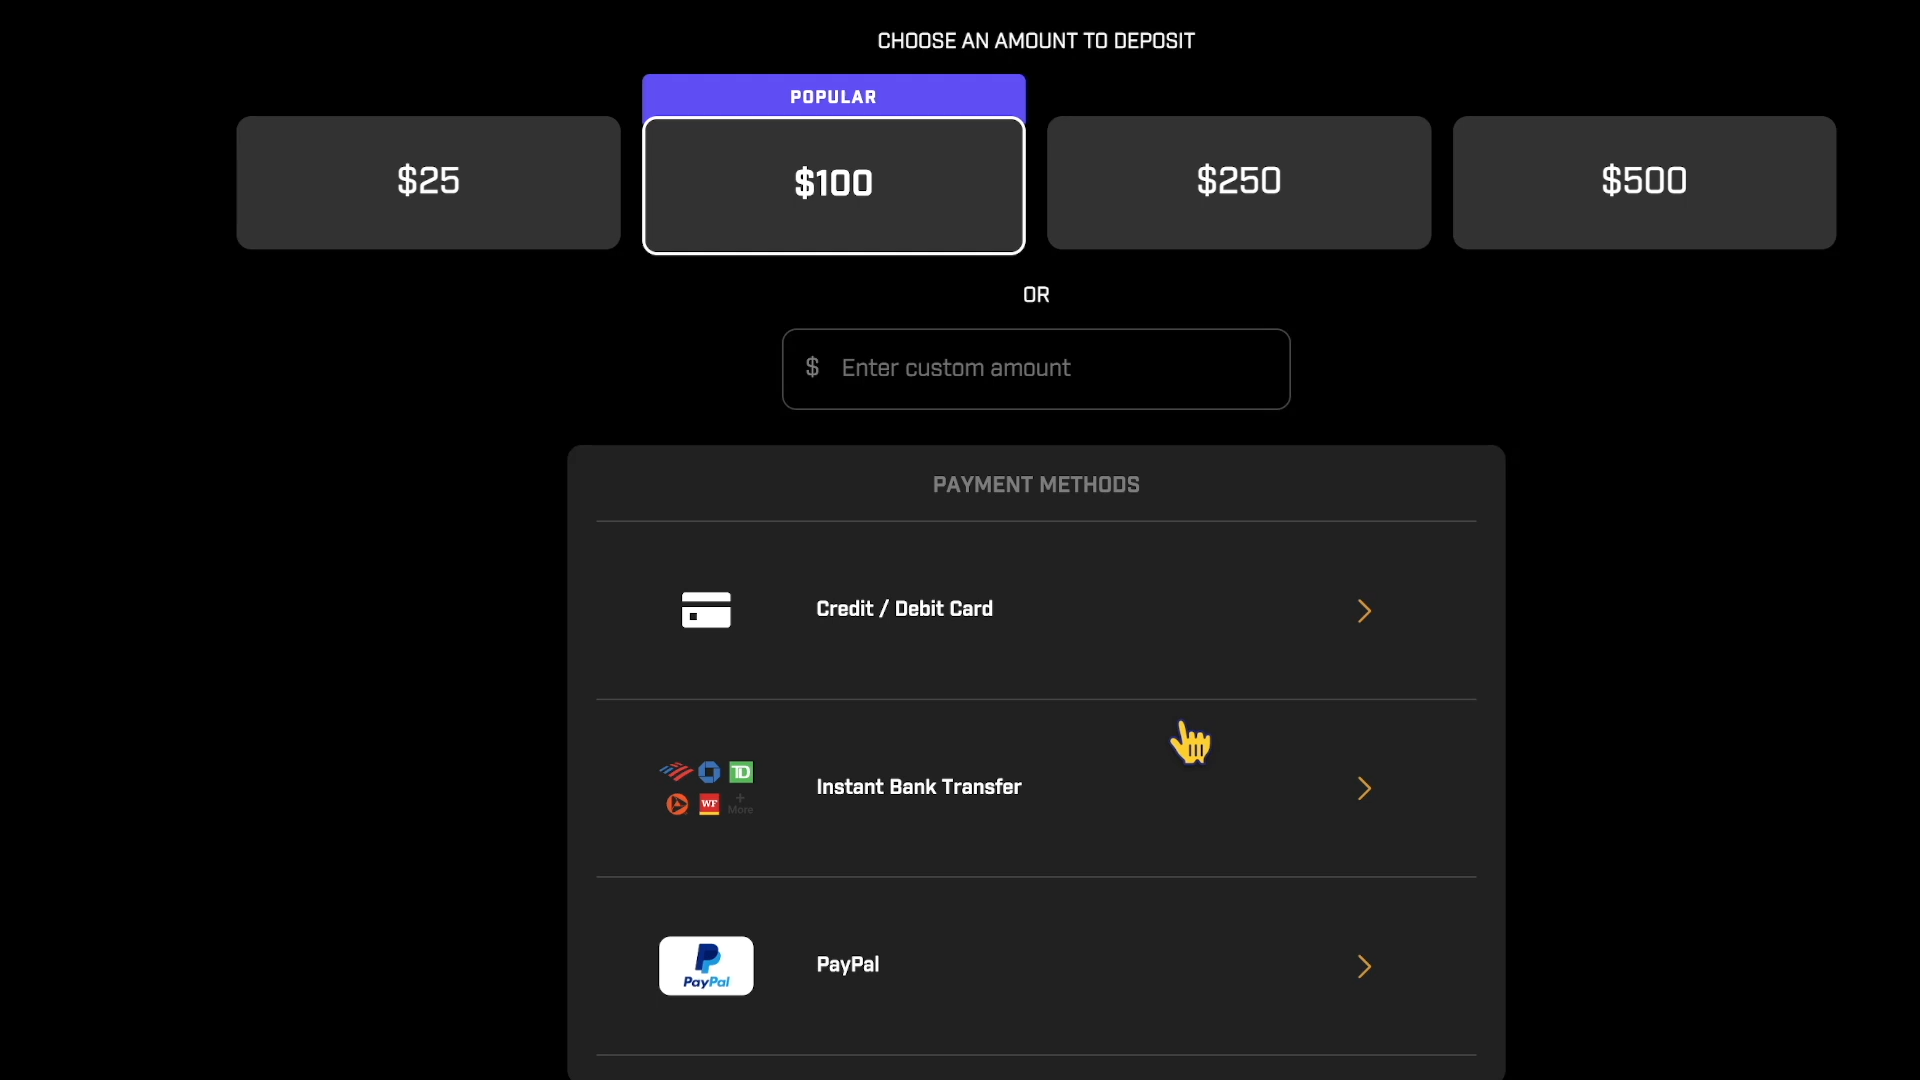 CHOOSE AN AMOUNT TO DEPOSIT
POPULAR
$25
$100
$250
$500
OR
$ Enter custom amount
PAYMENT METHODS
Credit / Debit Card
TD
WF
+
More
Instant Bank Transfer
PayPal
PayPal